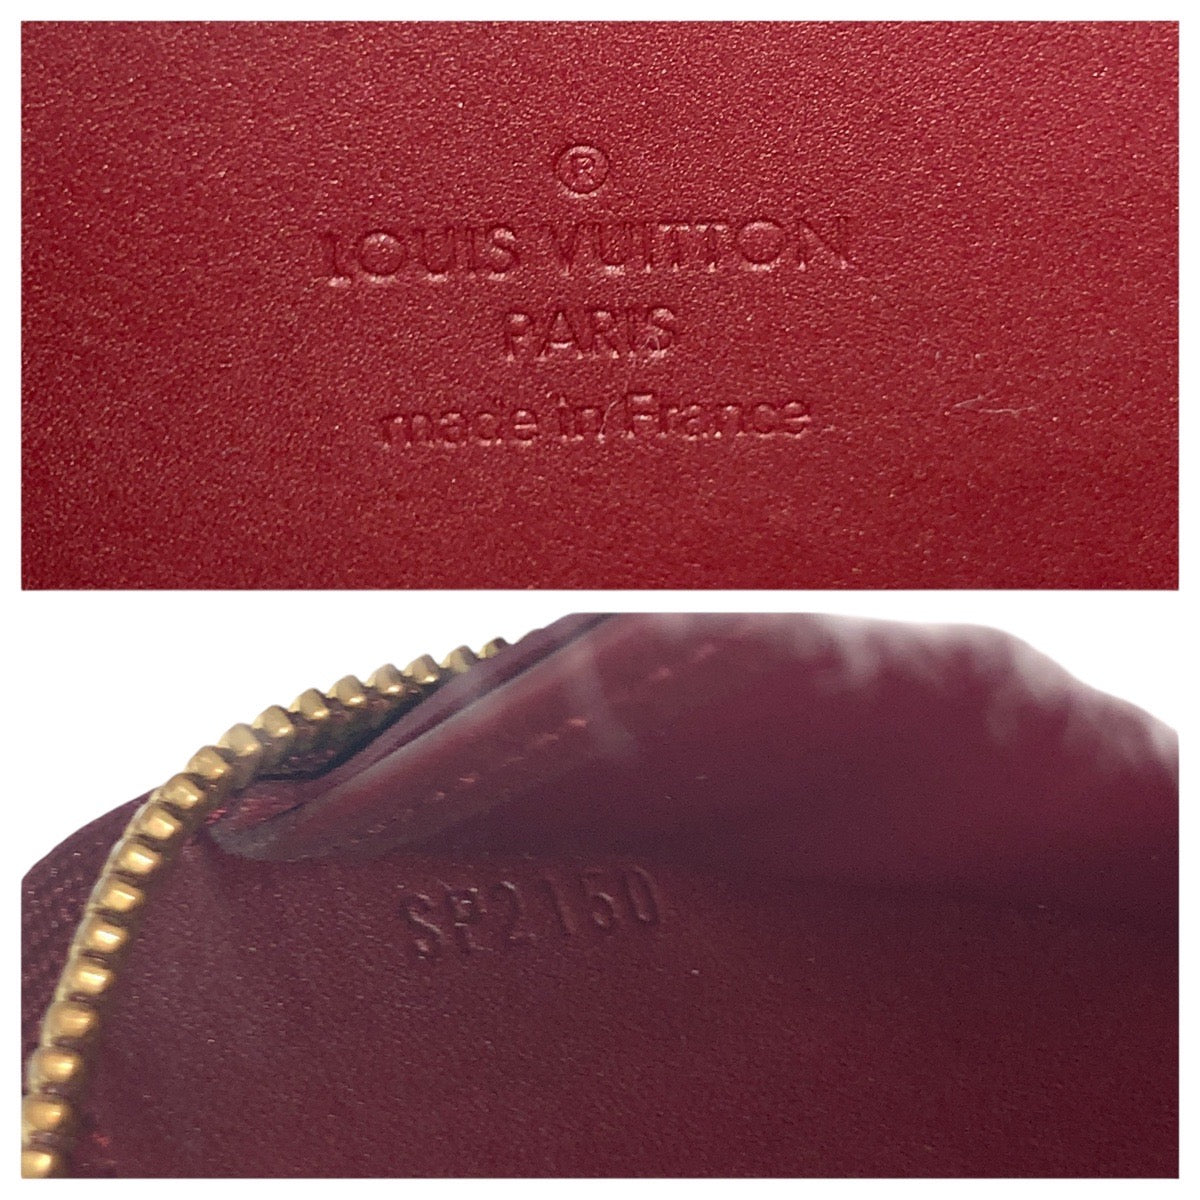 ®
LOUIS VUITTON
PARIS
made in France
SP2150